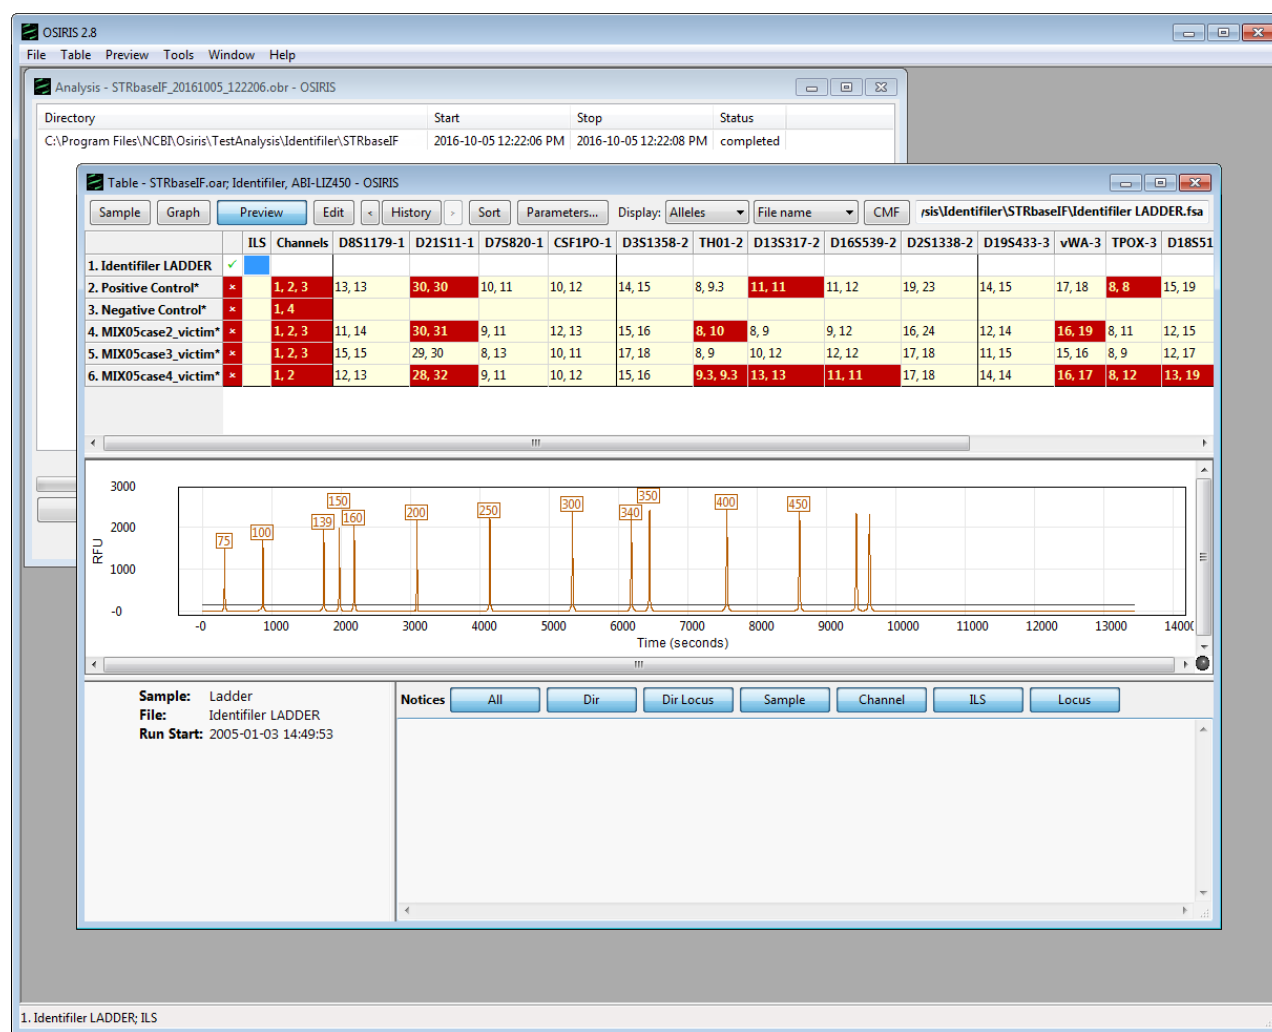 OSIRIS 2.8
File Table Preview Tools Window Help
Analysis - STRbaseIF_20161005_122206.obr - OSIRIS
Directory Start Stop Status
C:\Program Files\NCBI\Osiris\TestAnalysis\Identifiler\STRbaseIF 2016-10-05 12:22:06 PM 2016-10-05 12:22:08 PM completed
Table - STRbaseIF.oar; Identifiler, ABI-LIZ450 - OSIRIS
Sample Graph Preview Edit < History > Sort Parameters... Display: Alleles File name CMF /sis\Identifiler\STRbaseIF\Identifiler LADDER.fsa
ILS Channels D8S1179-1 D21S11-1 D7S820-1 CSF1PO-1 D3S1358-2 TH01-2 D13S317-2 D16S539-2 D2S1338-2 D19S433-3 vWA-3 TPOX-3 D18S51
1. Identifiler LADDER ✓
2. Positive Control* × 1, 2, 3 13, 13 30, 30 10, 11 10, 12 14, 15 8, 9.3 11, 11 11, 12 19, 23 14, 15 17, 18 8, 8 15, 19
3. Negative Control* × 1, 4
4. MIX05case2_victim* × 1, 2, 3 11, 14 30, 31 9, 11 12, 13 15, 16 8, 10 8, 9 9, 12 16, 24 12, 14 16, 19 8, 11 12, 15
5. MIX05case3_victim* × 1, 2, 3 15, 15 29, 30 8, 13 10, 11 17, 18 8, 9 10, 12 12, 12 17, 18 11, 15 15, 16 8, 9 12, 17
6. MIX05case4_victim* × 1, 2 12, 13 28, 32 9, 11 10, 12 15, 16 9.3, 9.3 13, 13 11, 11 17, 18 14, 14 16, 17 8, 12 13, 19
3000
2000
1000
-0
RFU
75 100 139 150 160 200 250 300 340 350 400 450
-0 1000 2000 3000 4000 5000 6000 7000 8000 9000 10000 11000 12000 13000 1400
Time (seconds)
Sample: Ladder
File: Identifiler LADDER
Run Start: 2005-01-03 14:49:53
Notices All Dir Dir Locus Sample Channel ILS Locus
1. Identifiler LADDER; ILS